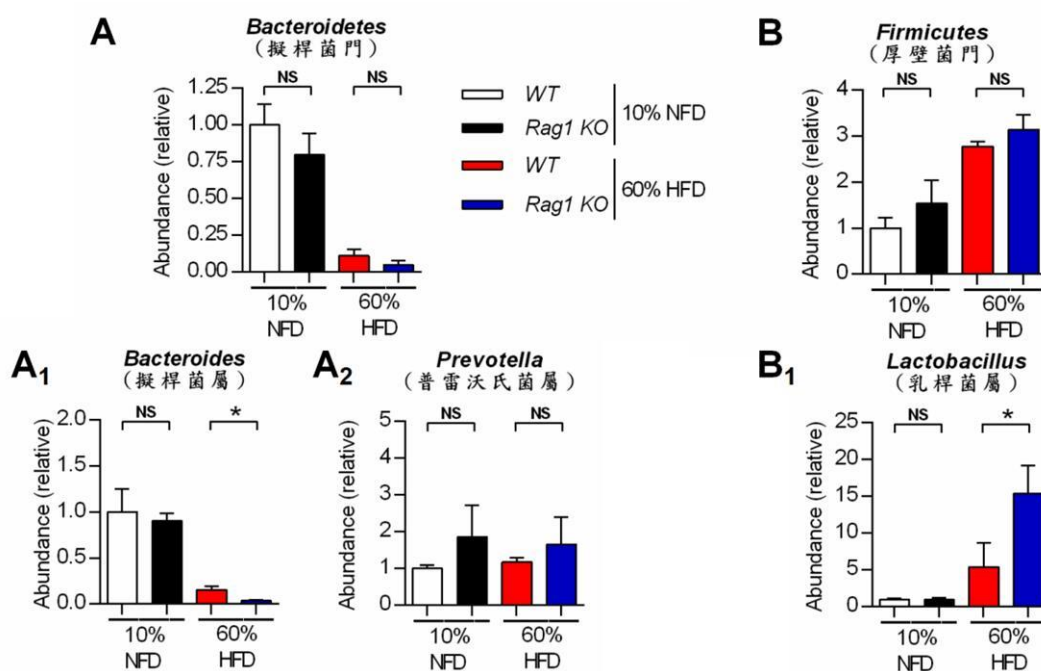 A
Bacteroidetes
(擬桿菌門)
Abundance (relative)
1.25
1.00
0.75
0.50
0.25
0.00
NS
NS
10%
NFD
60%
HFD
WT
Rag1 KO
10% NFD
WT
Rag1 KO
60% HFD
B
Firmicutes
(厚壁菌門)
Abundance (relative)
4
3
2
1
0
NS
NS
10%
NFD
60%
HFD
A1
Bacteroides
(擬桿菌屬)
Abundance (relative)
2.0
1.5
1.0
0.5
0.0
NS
*
10%
NFD
60%
HFD
A2
Prevotella
(普雷沃氏菌屬)
Abundance (relative)
5
4
3
2
1
0
NS
NS
10%
NFD
60%
HFD
B1
Lactobacillus
(乳桿菌屬)
Abundance (relative)
25
20
15
10
5
0
NS
*
10%
NFD
60%
HFD